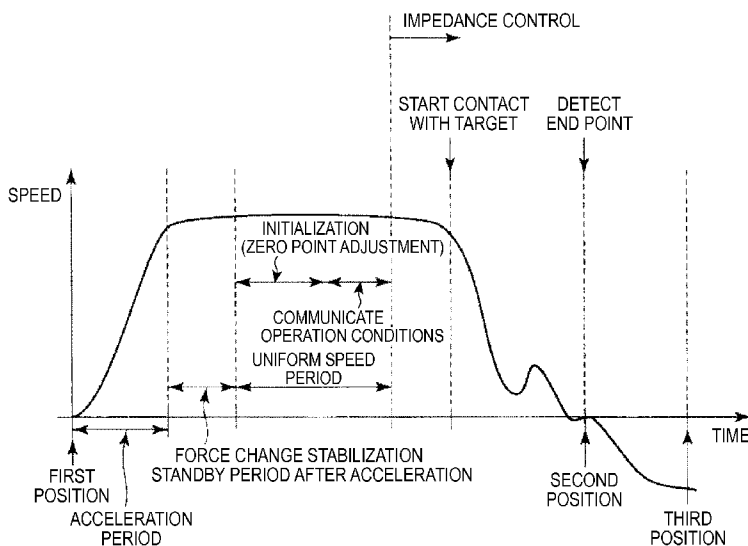 IMPEDANCE CONTROL
START CONTACT
WITH TARGET
DETECT
END POINT
SPEED
INITIALIZATION
(ZERO POINT ADJUSTMENT)
COMMUNICATE
OPERATION CONDITIONS
UNIFORM SPEED
PERIOD
TIME
FIRST
POSITION
ACCELERATION
PERIOD
FORCE CHANGE STABILIZATION
STANDBY PERIOD AFTER ACCELERATION
SECOND
POSITION
THIRD
POSITION